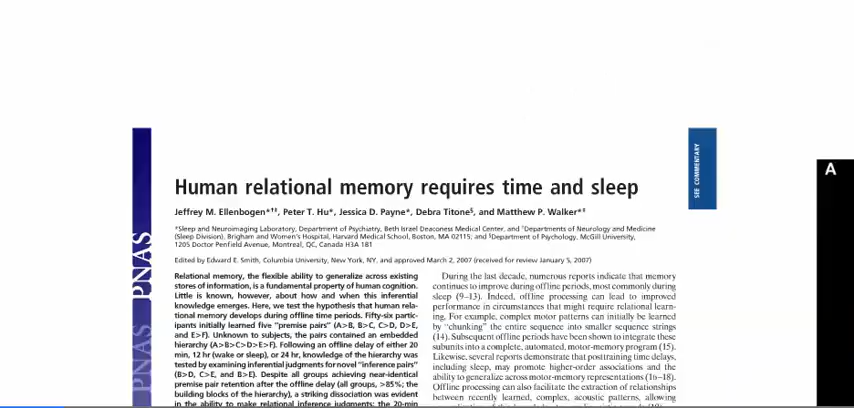 Human relational memory requires time and sleep
Jeffrey M. Ellenbogen*†‡, Peter T. Hu*, Jessica D. Payne*, Debra Titone§, and Matthew P. Walker*‡
*Sleep and Neuroimaging Laboratory, Department of Psychiatry, Beth Israel Deaconess Medical Center, and †Departments of Neurology and Medicine
(Sleep Division), Brigham and Women's Hospital, Harvard Medical School, Boston, MA 02115; and §Department of Psychology, McGill University,
1205 Doctor Penfield Avenue, Montreal, QC, Canada H3A 1B1
Edited by Edward E. Smith, Columbia University, New York, NY, and approved March 2, 2007 (received for review January 5, 2007)
Relational memory, the flexible ability to generalize across existing
stores of information, is a fundamental property of human cognition.
Little is known, however, about how and when this inferential
knowledge emerges. Here, we test the hypothesis that human rela-
tional memory develops during offline time periods. Fifty-six partic-
ipants initially learned five "premise pairs" (A>B, B>C, C>D, D>E,
and E>F). Unknown to subjects, the pairs contained an embedded
hierarchy (A>B>C>D>E>F). Following an offline delay of either 20
min, 12 hr (wake or sleep), or 24 hr, knowledge of the hierarchy was
tested by examining inferential judgments for novel "inference pairs"
(B>D, C>E, and B>E). Despite all groups achieving near-identical
premise pair retention after the offline delay (all groups, >85%; the
building blocks of the hierarchy), a striking dissociation was evident
in the ability to make relational inference judgments: the 20-min
During the last decade, numerous reports indicate that memory
continues to improve during offline periods, most commonly during
sleep (9–13). Indeed, offline processing can lead to improved
performance in circumstances that might require relational learn-
ing. For example, complex motor patterns can initially be learned
by "chunking" the entire sequence into smaller sequence strings
(14). Subsequent offline periods have been shown to integrate these
subunits into a complete, automated, motor-memory program (15).
Likewise, several reports demonstrate that posttraining time delays,
including sleep, may promote higher-order associations and the
ability to generalize across motor-memory representations (16–18).
Offline processing can also facilitate the extraction of relationships
between recently learned, complex, acoustic patterns, allowing
SEE COMMENTARY
PNAS
PNAS
PNAS
A